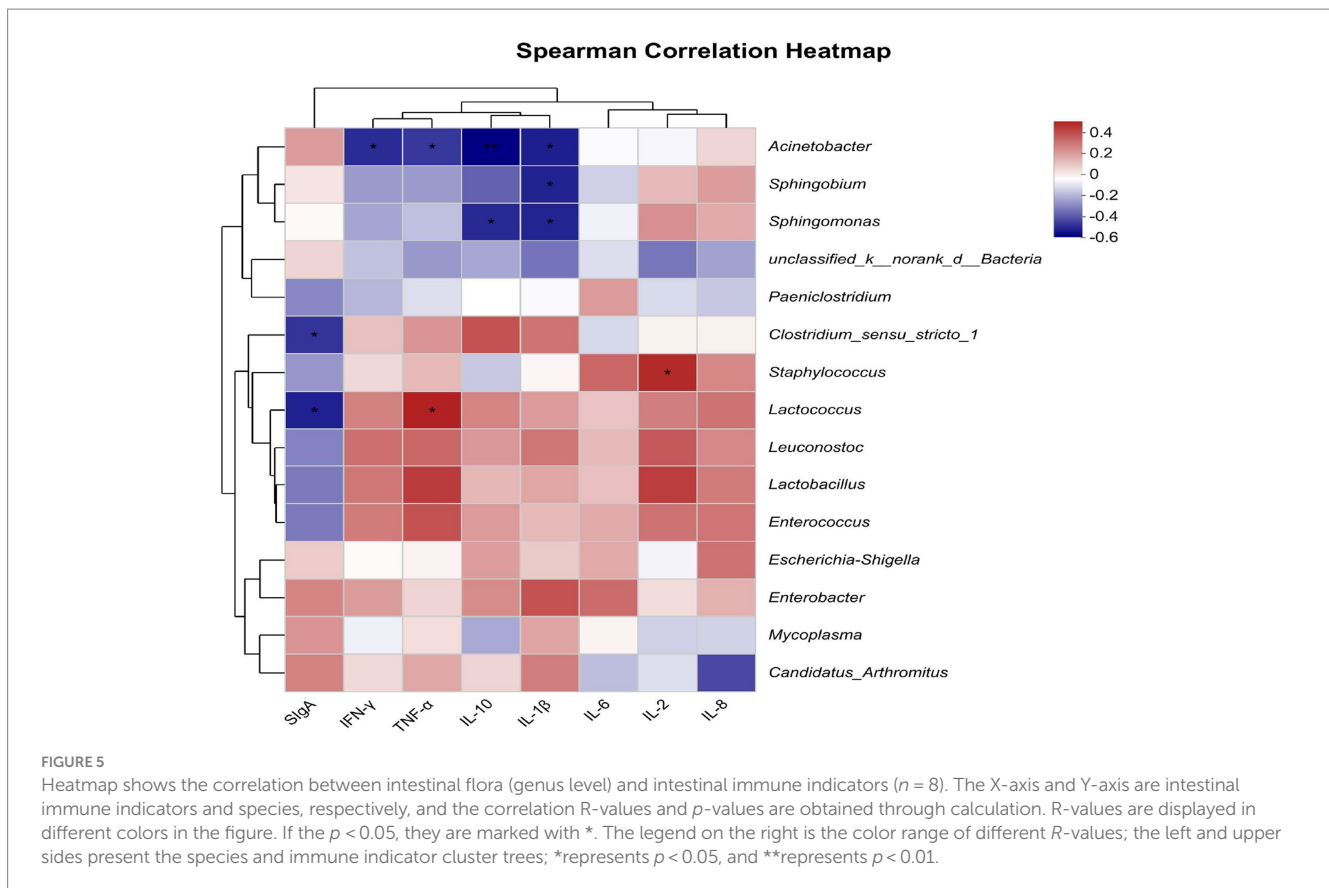 Spearman Correlation Heatmap
0.4
0.2
0
-0.2
-0.4
-0.6
* * ** * Acinetobacter
* Sphingobium
* * Sphingomonas
unclassified_k__norank_d__Bacteria
Paeniclostridium
* Clostridium_sensu_stricto_1
* Staphylococcus
* * Lactococcus
Leuconostoc
Lactobacillus
Enterococcus
Escherichia-Shigella
Enterobacter
Mycoplasma
Candidatus_Arthromitus
SIgA IFN-γ TNF-α IL-10 IL-1β IL-6 IL-2 IL-8
FIGURE 5
Heatmap shows the correlation between intestinal flora (genus level) and intestinal immune indicators (n = 8). The X-axis and Y-axis are intestinal
immune indicators and species, respectively, and the correlation R-values and p-values are obtained through calculation. R-values are displayed in
different colors in the figure. If the p < 0.05, they are marked with *. The legend on the right is the color range of different R-values; the left and upper
sides present the species and immune indicator cluster trees; *represents p < 0.05, and **represents p < 0.01.